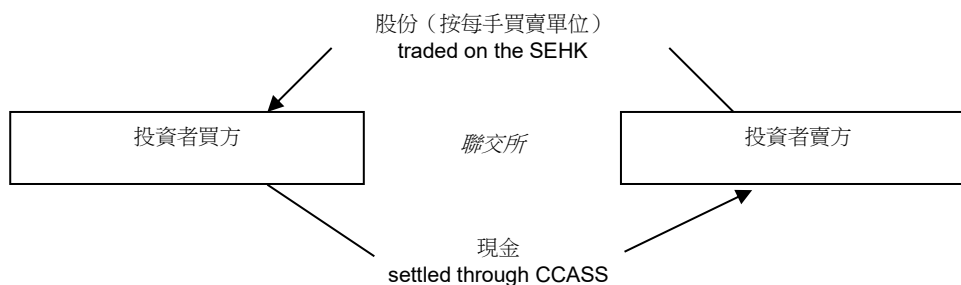 股份（按每手買賣單位）
traded on the SEHK
投資者買方
聯交所
投資者賣方
現金
settled through CCASS